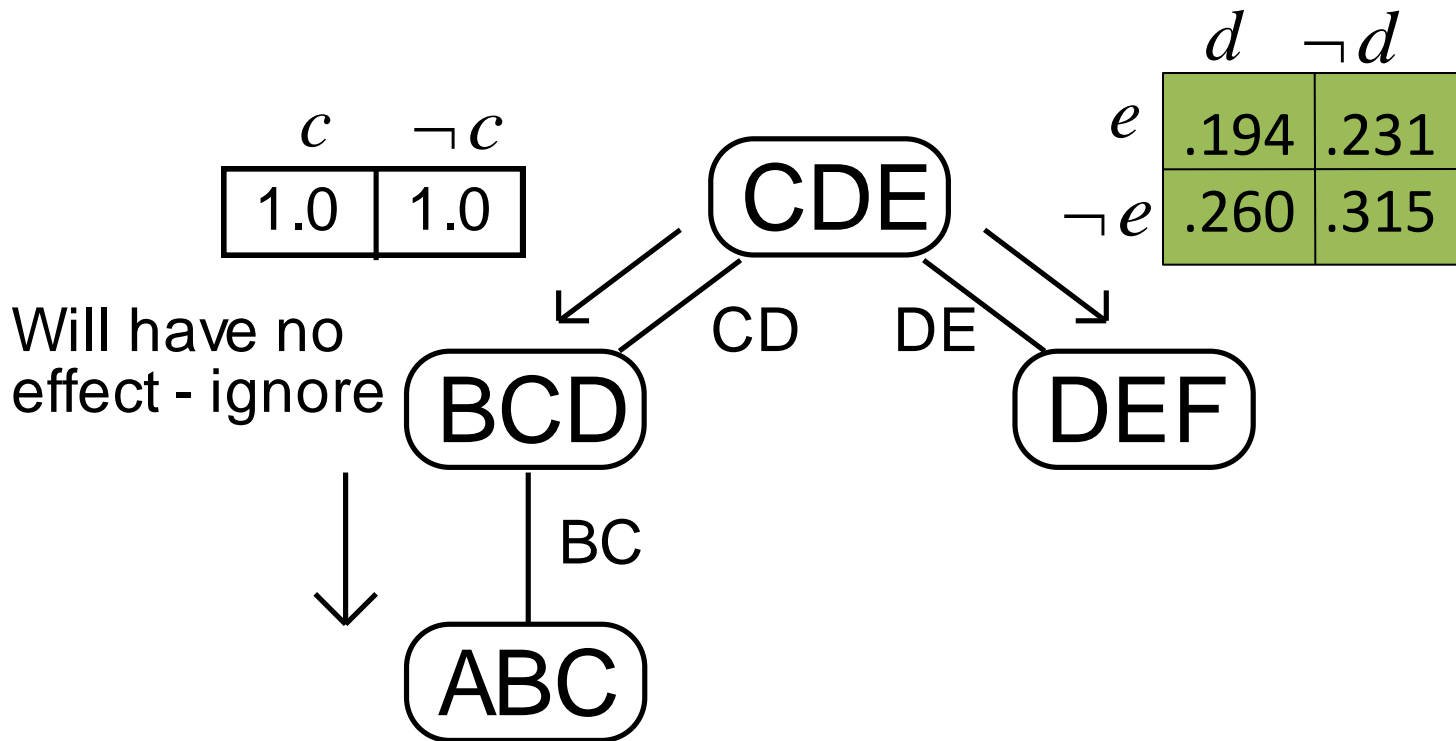 d ¬d
e .194 .231
¬e .260 .315
c ¬c
1.0 1.0
CDE
CD DE
Will have no
effect - ignore
BCD
DEF
BC
ABC